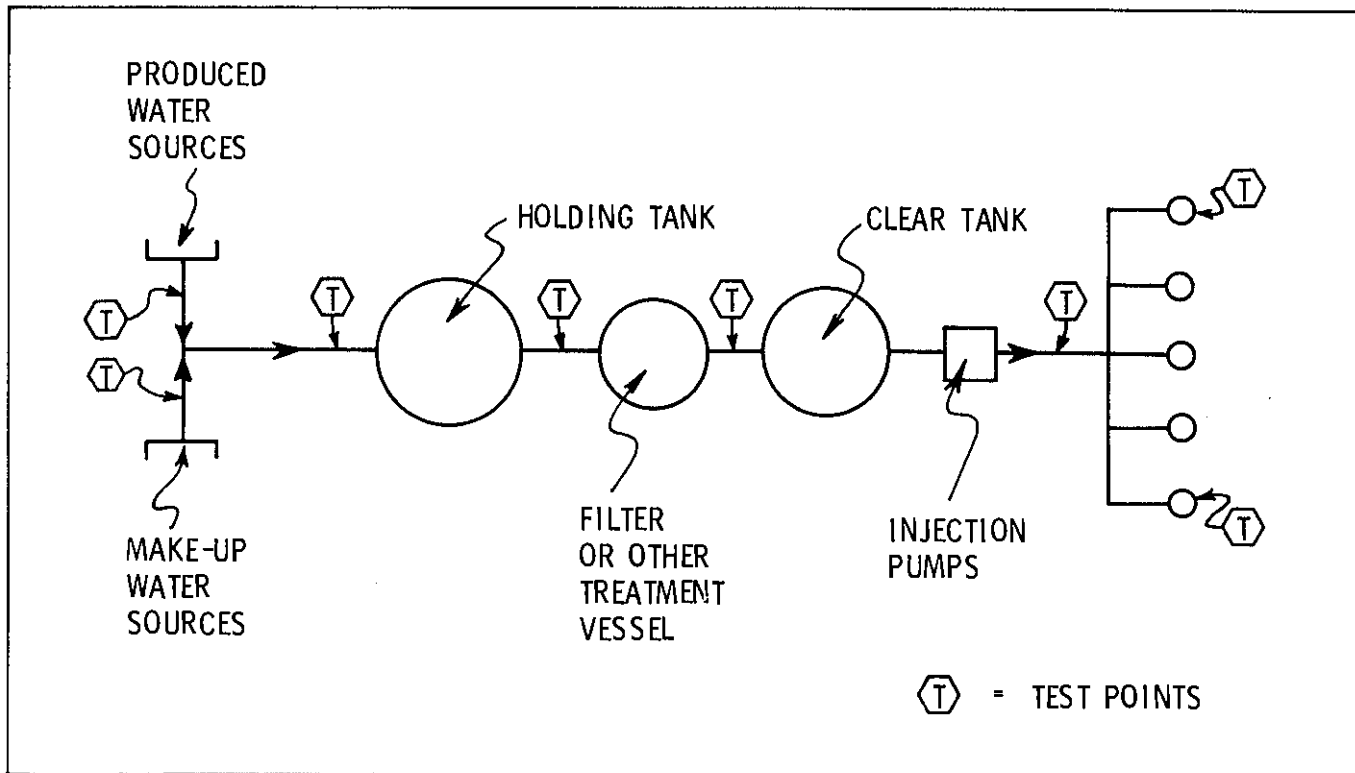 PRODUCED
WATER
SOURCES
HOLDING TANK
CLEAR TANK
T
T
T
T
T
T
T
T
MAKE-UP
WATER
SOURCES
FILTER
OR OTHER
TREATMENT
VESSEL
INJECTION
PUMPS
T = TEST POINTS